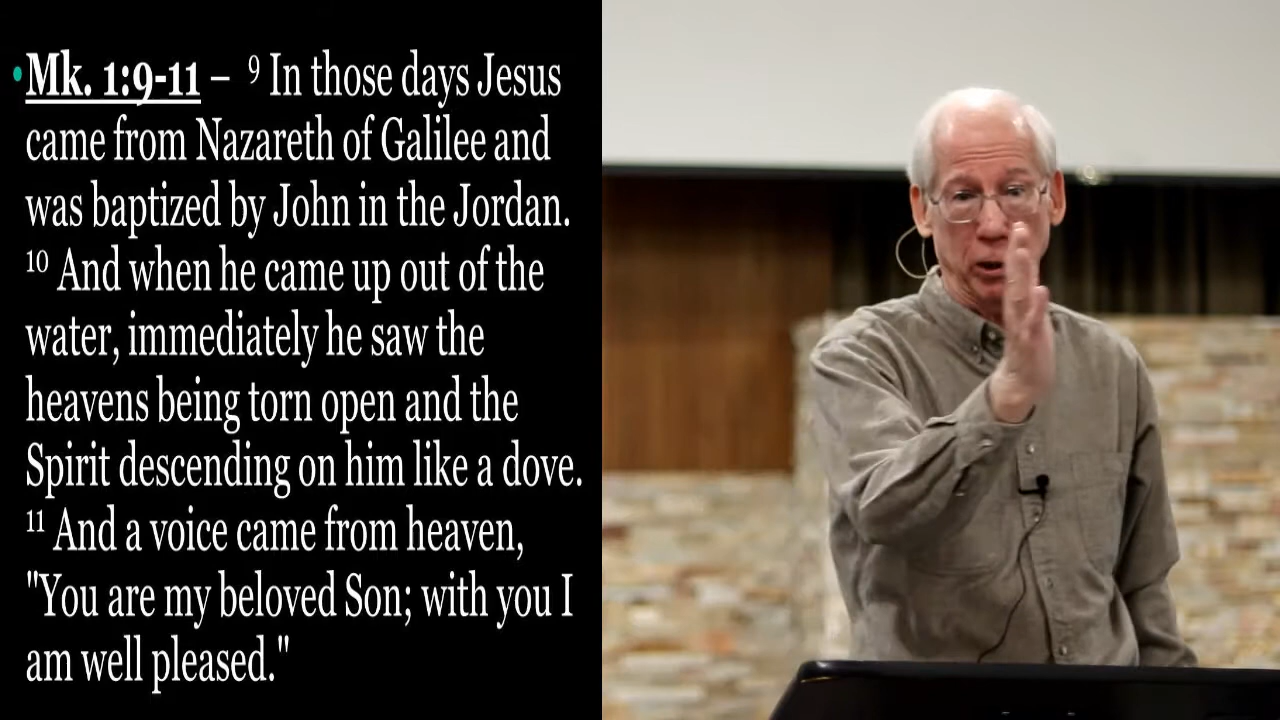 •Mk. 1:9-11 – ⁹ In those days Jesus
came from Nazareth of Galilee and
was baptized by John in the Jordan.
¹⁰ And when he came up out of the
water, immediately he saw the
heavens being torn open and the
Spirit descending on him like a dove.
¹¹ And a voice came from heaven,
"You are my beloved Son; with you I
am well pleased."